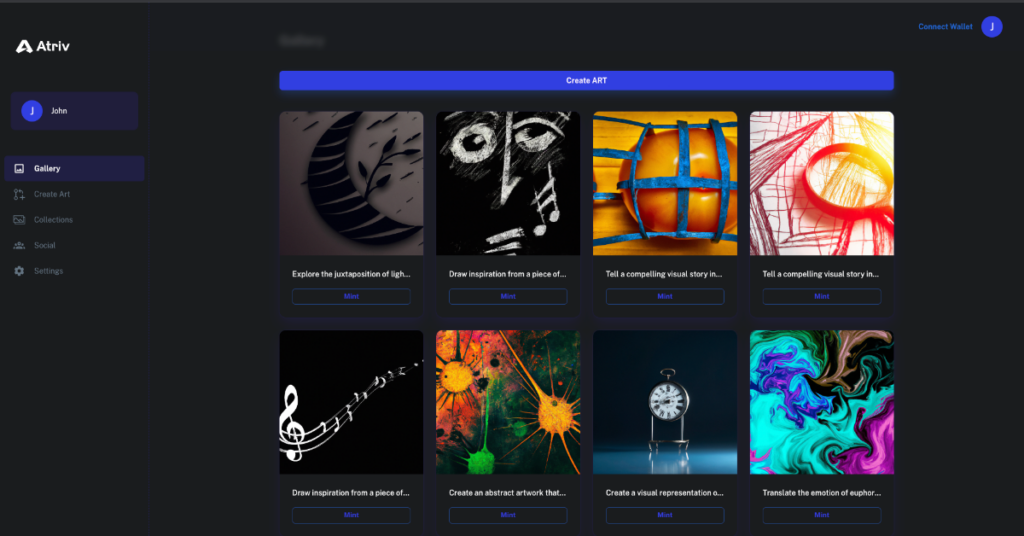 Connect Wallet
J
Atriv
Gallery
J
John
Create ART
Gallery
Create Art
Collections
Social
Settings
Explore the juxtaposition of ligh...
Draw inspiration from a piece of...
Tell a compelling visual story in...
Tell a compelling visual story in...
Mint
Mint
Mint
Mint
Draw inspiration from a piece of...
Create an abstract artwork that...
Create a visual representation o...
Translate the emotion of euphor...
Mint
Mint
Mint
Mint